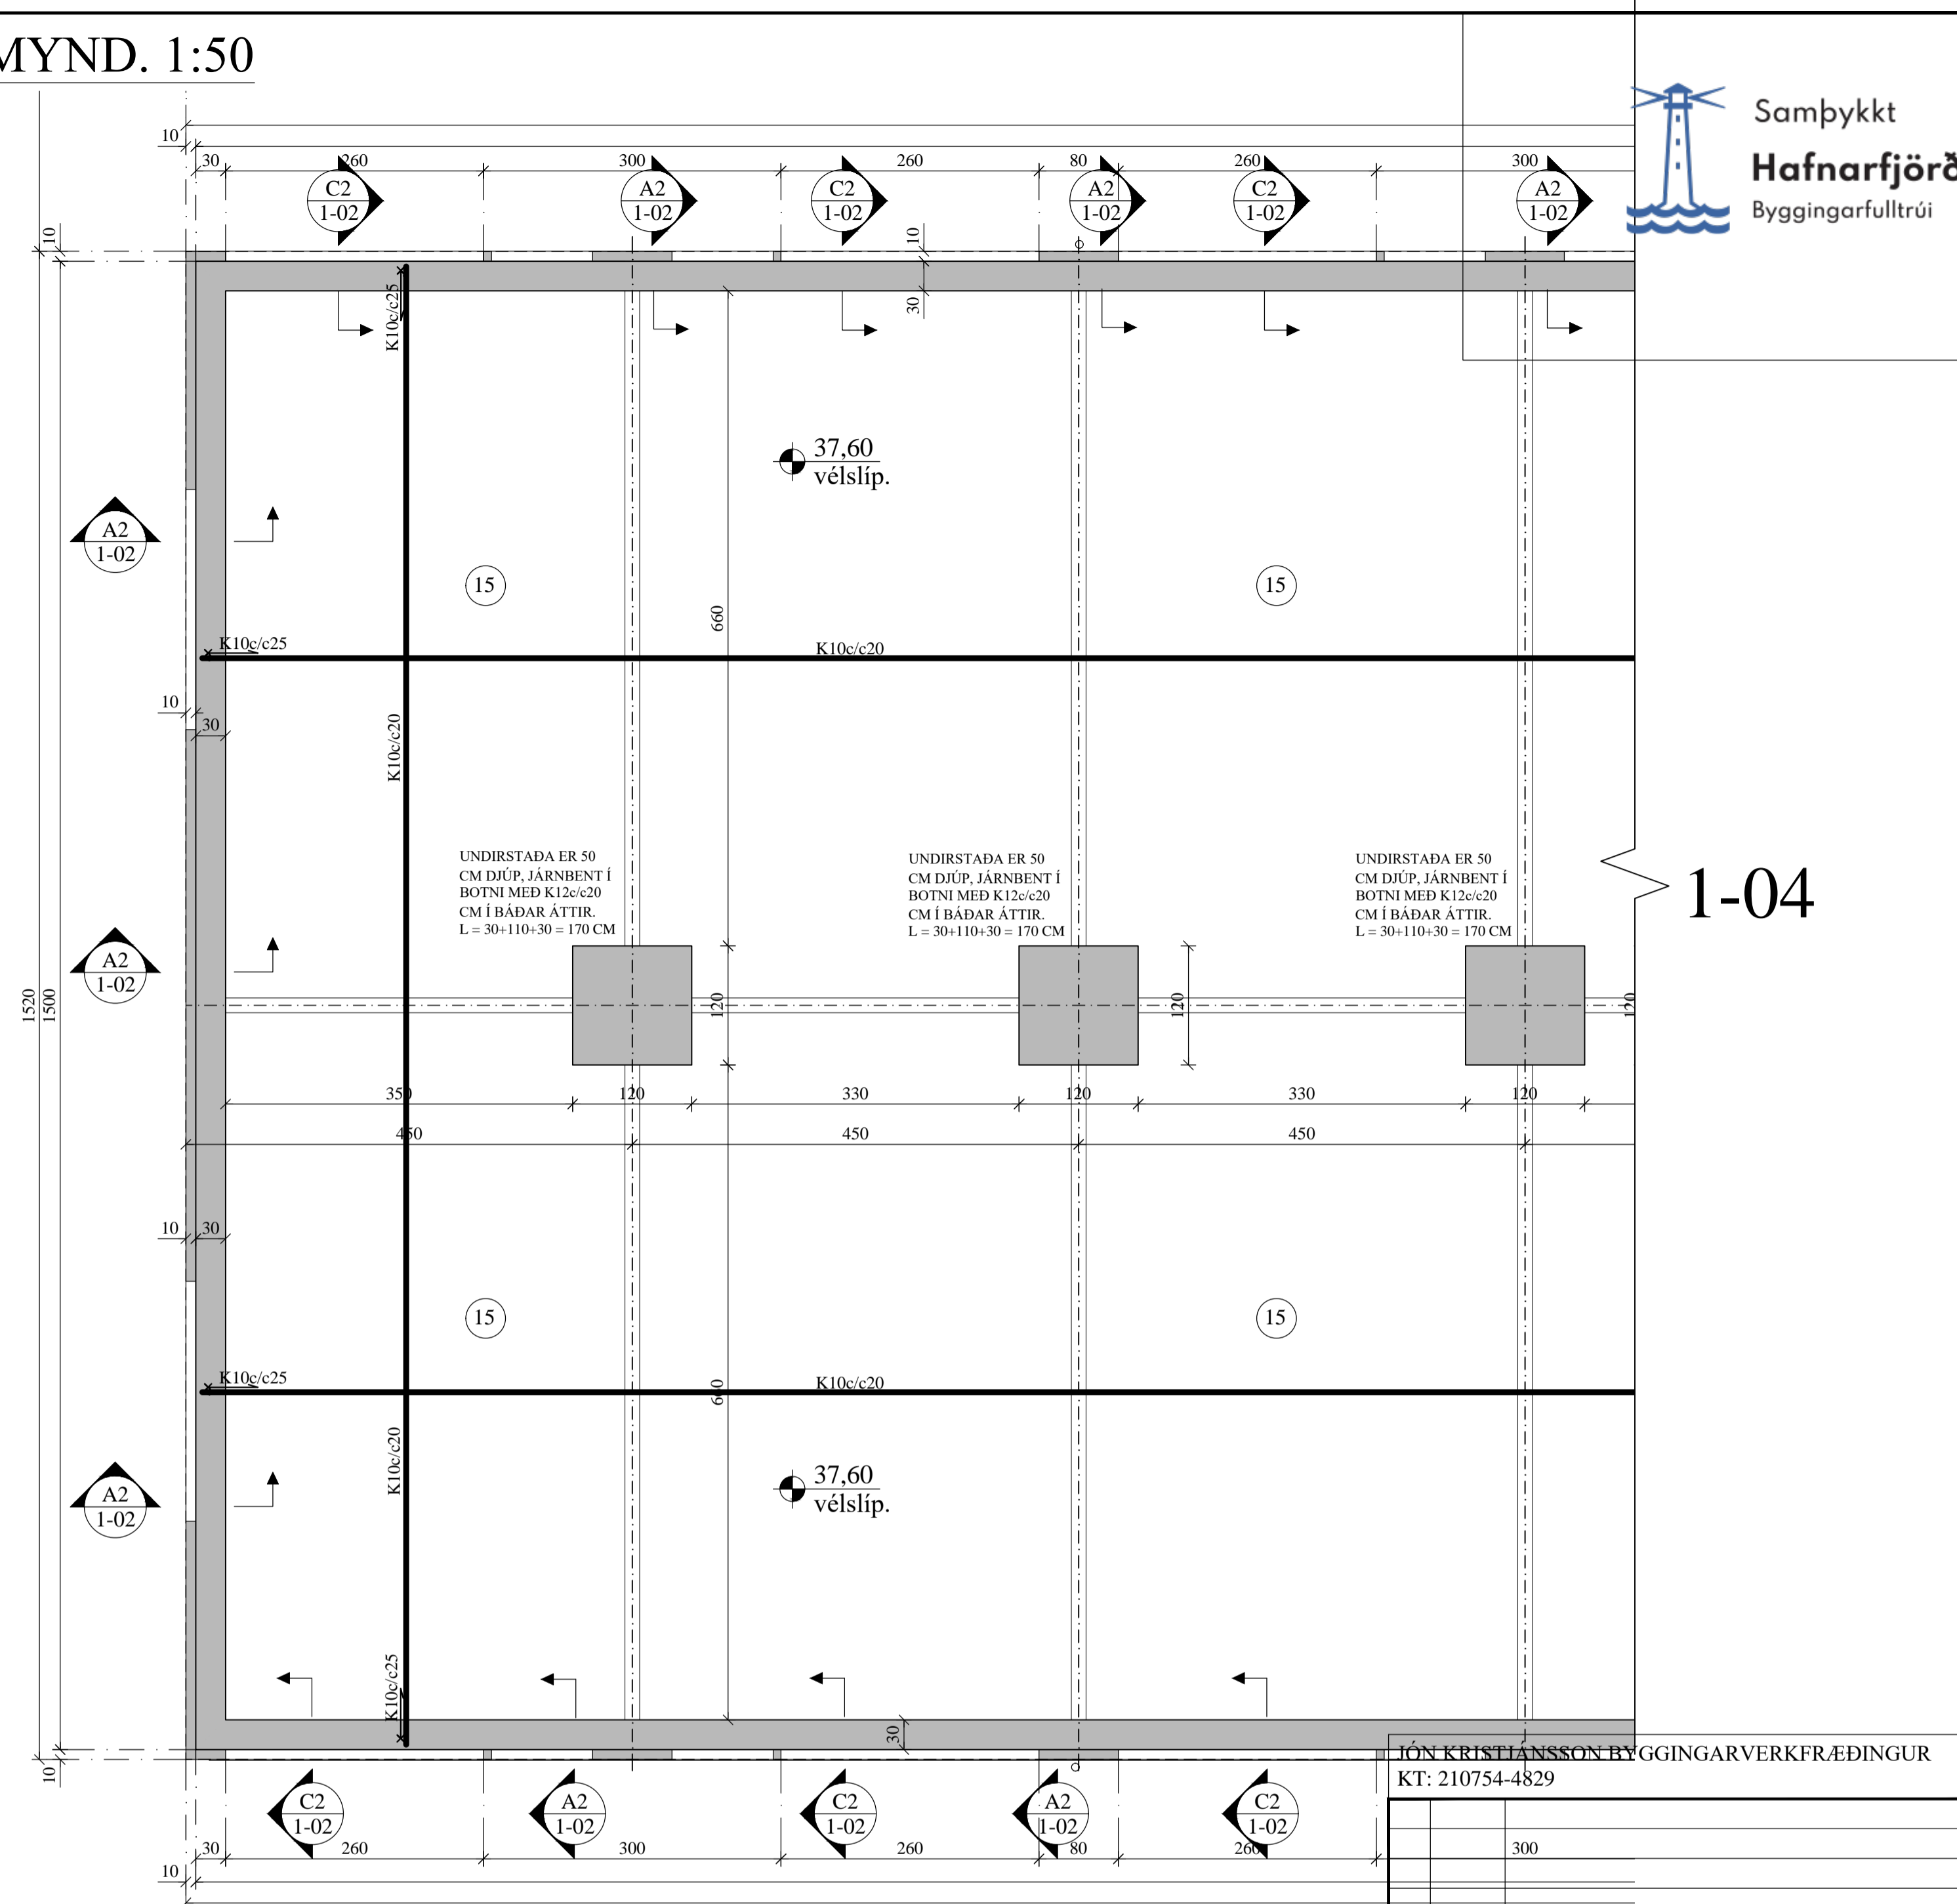 MYND. 1:50
Samþykkt
Byggingarfulltrúi
10
30 260 300 260 80 260 300
C2 A2 C2 A2 C2 A2
1-02 1-02 1-02 1-02 1-02 1-02
10 10
30
K10c/c25
37,60
vélslíp.
A2
1-02
15 15
660
K10c/c25 K10c/c20
10
30
K10c/c20
UNDIRSTAÐA ER 50
CM DJÚP, JÁRNBENT Í
BOTNI MEÐ K12c/c20
CM Í BÁÐAR ÁTTIR.
L = 30+110+30 = 170 CM
UNDIRSTAÐA ER 50
CM DJÚP, JÁRNBENT Í
BOTNI MEÐ K12c/c20
CM Í BÁÐAR ÁTTIR.
L = 30+110+30 = 170 CM
UNDIRSTAÐA ER 50
CM DJÚP, JÁRNBENT Í
BOTNI MEÐ K12c/c20
CM Í BÁÐAR ÁTTIR.
L = 30+110+30 = 170 CM
1-04
A2
1-02
1520
1500
120 120 120
350 120 330 120 330 120
450 450 450
10 30
15 15
K10c/c25 K10c/c20
660
K10c/c20
37,60
vélslíp.
A2
1-02
K10c/c25
30
10
JÓN KRISTJÁNSSON BYGGINGARVERKFRÆÐINGUR
KT: 210754-4829
C2 A2 C2 A2 C2
1-02 1-02 1-02 1-02 1-02
30 260 300 260 80 260 300
10